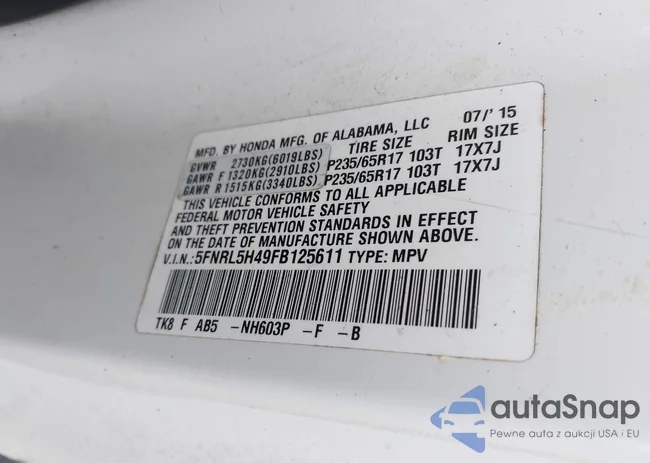 MFD. BY HONDA MFG. OF ALABAMA, LLC 07/'15
TIRE SIZE RIM SIZE
GVWR 2730KG(6019LBS)
GAWR F 1320KG(2910LBS) P235/65R17 103T 17X7J
GAWR R 1515KG(3340LBS) P235/65R17 103T 17X7J
THIS VEHICLE CONFORMS TO ALL APPLICABLE
FEDERAL MOTOR VEHICLE SAFETY
AND THEFT PREVENTION STANDARDS IN EFFECT
ON THE DATE OF MANUFACTURE SHOWN ABOVE.
V.I.N.:5FNRL5H49FB125611 TYPE: MPV
TK8 F AB5 -NH603P -F -B
autaSnap
Pewne auta z aukcji USA i EU